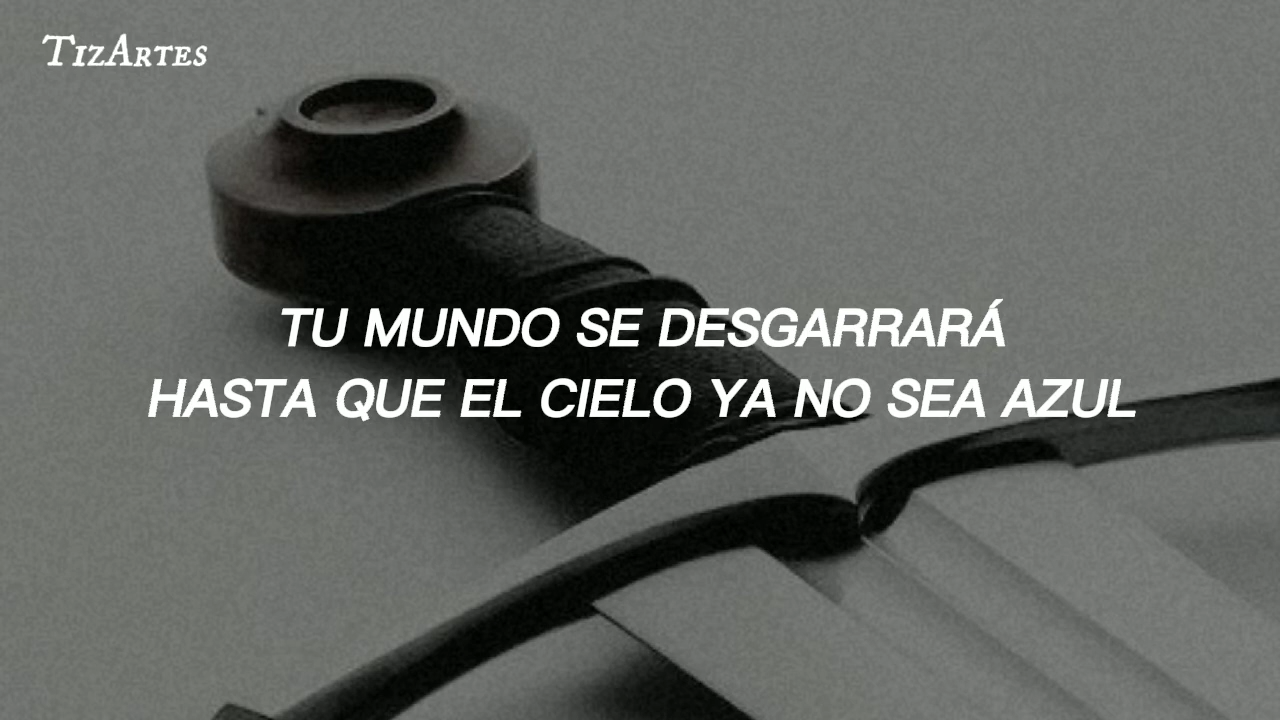 TizArtes
TU MUNDO SE DESGARRARÁ
HASTA QUE EL CIELO YA NO SEA AZUL